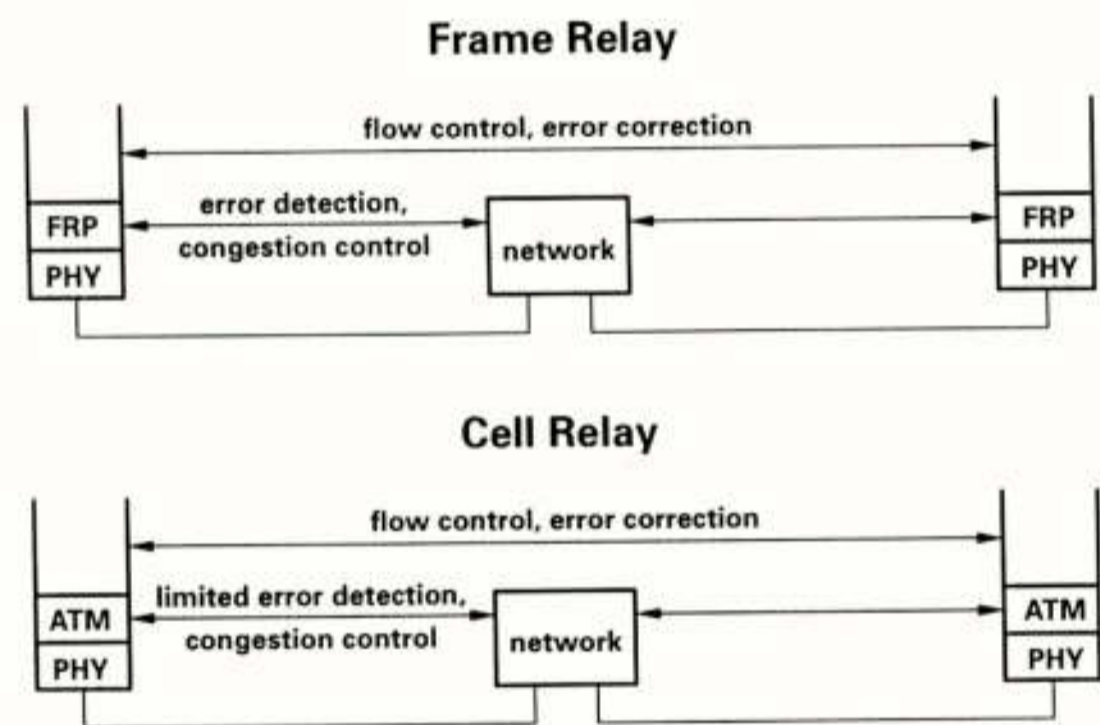 Frame Relay
flow control, error correction
error detection,
congestion control
FRP
PHY
network
FRP
PHY
Cell Relay
flow control, error correction
limited error detection,
congestion control
ATM
PHY
network
ATM
PHY